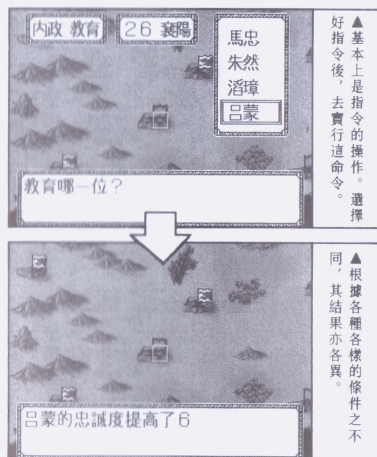 內政 教育
26 襄陽
馬忠
朱然
滔璋
呂蒙
教育哪一位？
▲基本上是指令的操作。選擇
好指令後，去實行這命令。
呂蒙的忠誠度提高了6
▲根據各種各樣的條件之不
同，其結果亦各異。